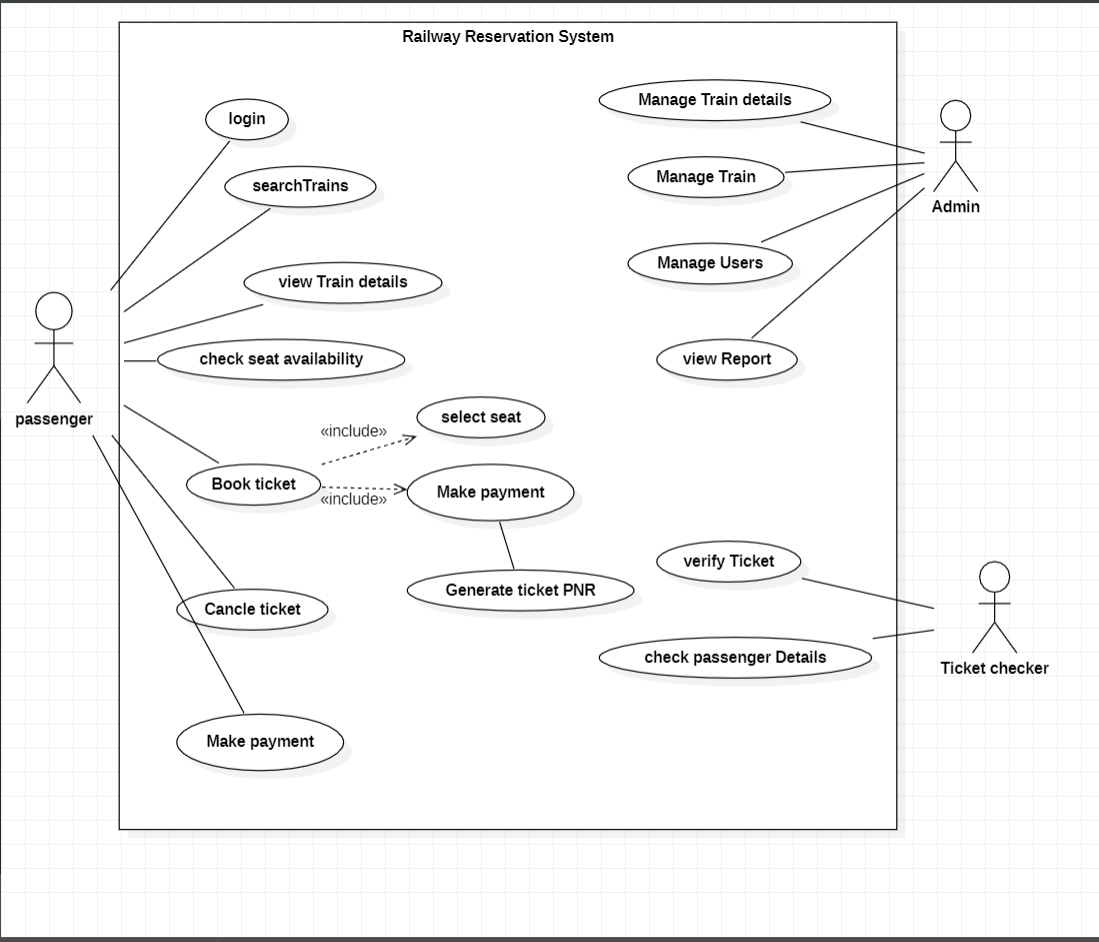 Railway Reservation System
login
searchTrains
view Train details
check seat availability
passenger
«include»
select seat
Book ticket
«include»
Make payment
Generate ticket PNR
Cancle ticket
Make payment
Manage Train details
Manage Train
Manage Users
view Report
Admin
verify Ticket
check passenger Details
Ticket checker